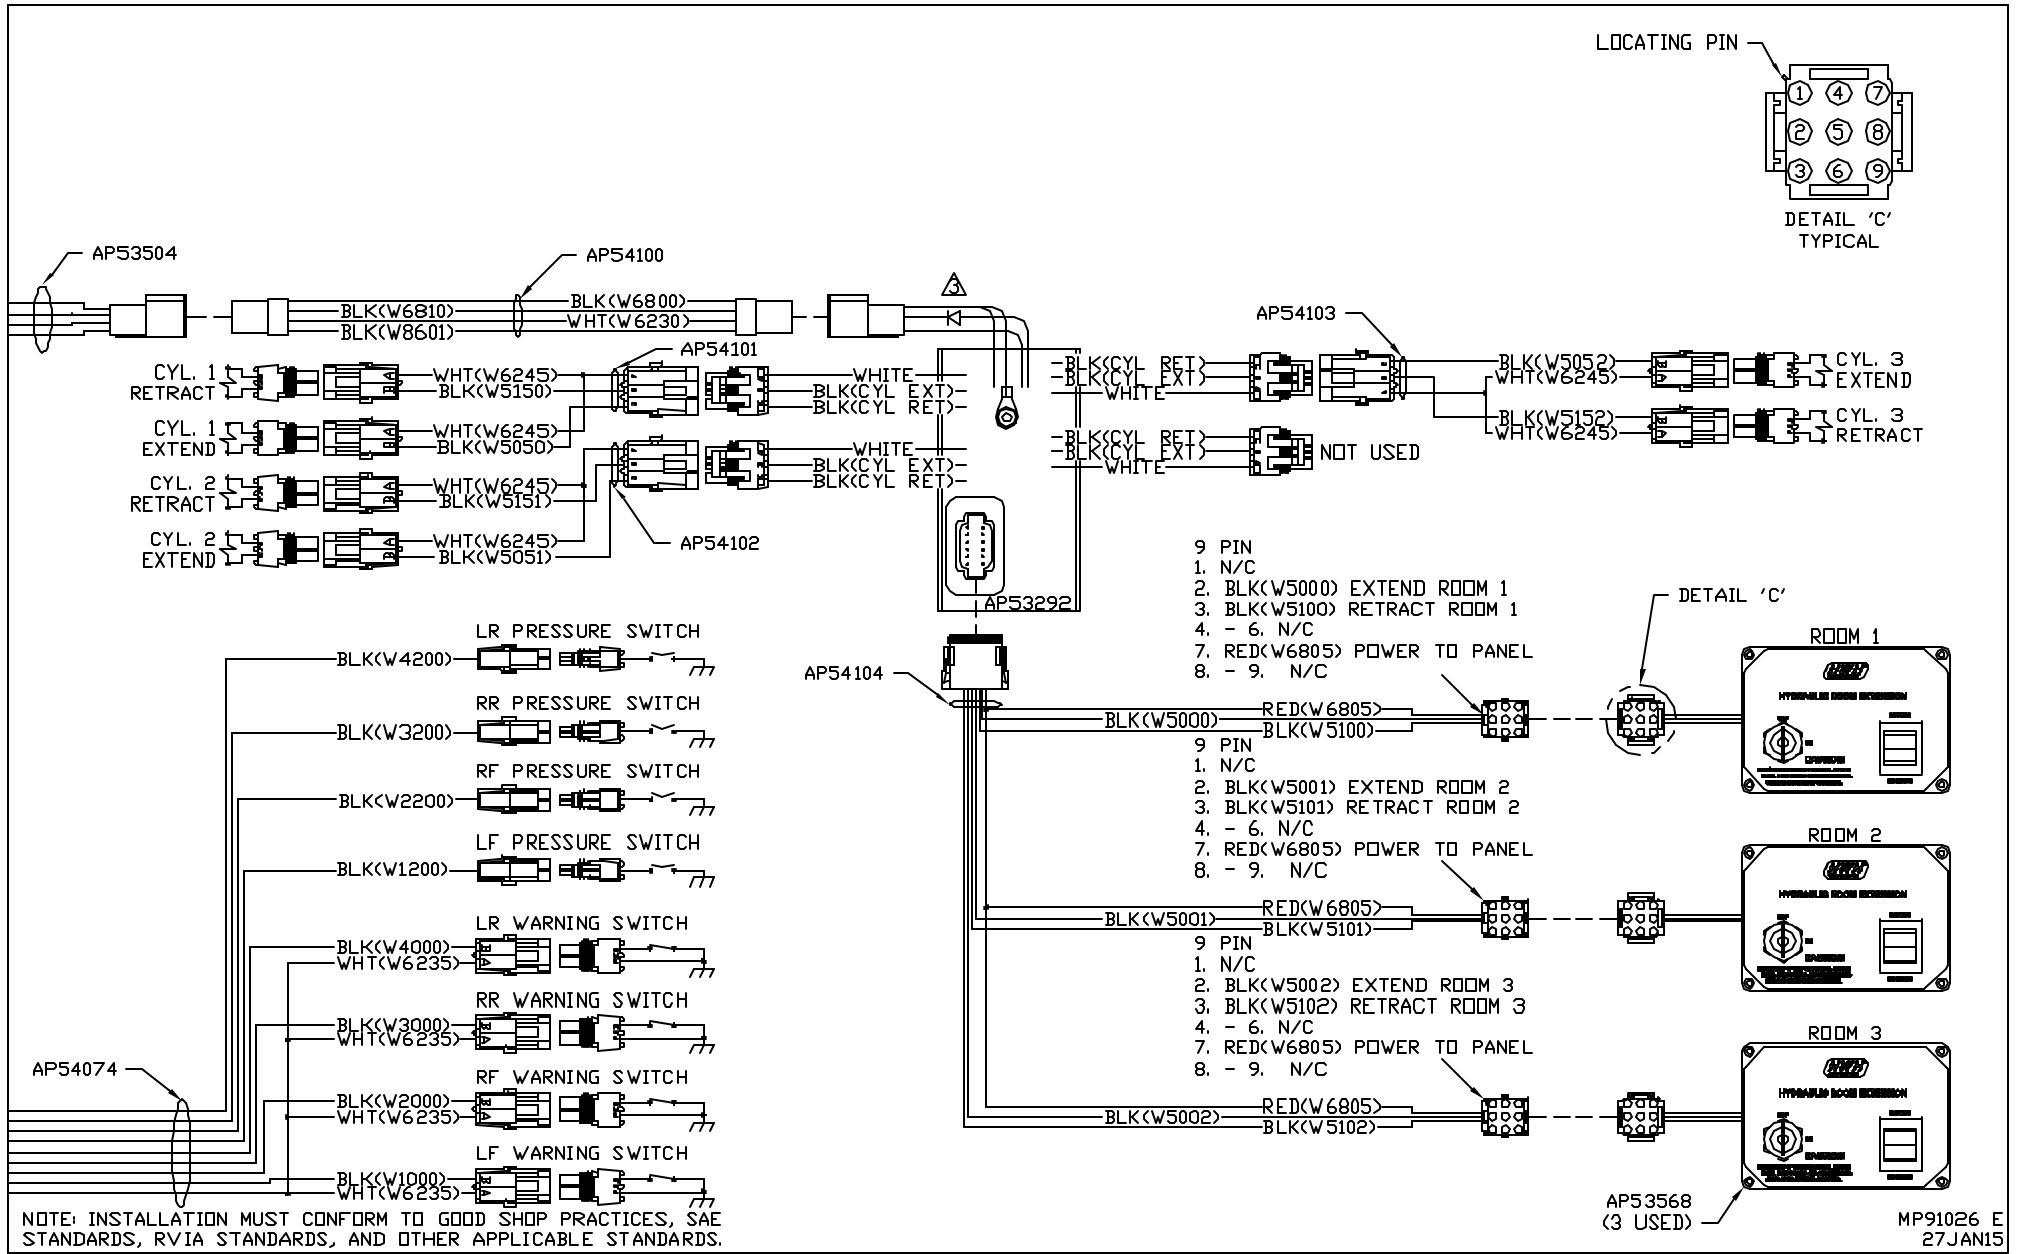 LOCATING PIN
1 4 7
2 5 8
3 6 9
DETAIL 'C'
TYPICAL
AP53504
AP54100
BLK(W6810)
BLK(W8601)
BLK(W6800)
WHT(W6230)
3
AP54101
CYL. 1
RETRACT
A
B
WHT(W6245)
BLK(W5150)
WHITE
BLK(CYL EXT)
BLK(CYL RET)
CYL. 1
EXTEND
A
B
WHT(W6245)
BLK(W5050)
CYL. 2
RETRACT
A
B
WHT(W6245)
BLK(W5151)
WHITE
BLK(CYL EXT)
BLK(CYL RET)
CYL. 2
EXTEND
A
B
WHT(W6245)
BLK(W5051)
AP54102
AP53292
BLK(CYL RET)
BLK(CYL EXT)
WHITE
AP54103
BLK(W5052)
WHT(W6245)
B
A
CYL. 3
EXTEND
BLK(W5152)
WHT(W6245)
B
A
CYL. 3
RETRACT
BLK(CYL RET)
BLK(CYL EXT)
WHITE
NOT USED
LR PRESSURE SWITCH
BLK(W4200)
RR PRESSURE SWITCH
BLK(W3200)
RF PRESSURE SWITCH
BLK(W2200)
LF PRESSURE SWITCH
BLK(W1200)
LR WARNING SWITCH
BLK(W4000)
WHT(W6235)
B
A
RR WARNING SWITCH
BLK(W3000)
WHT(W6235)
B
A
RF WARNING SWITCH
BLK(W2000)
WHT(W6235)
B
A
LF WARNING SWITCH
BLK(W1000)
WHT(W6235)
B
A
AP54074
AP54104
9 PIN
1. N/C
2. BLK(W5000) EXTEND ROOM 1
3. BLK(W5100) RETRACT ROOM 1
4. - 6. N/C
7. RED(W6805) POWER TO PANEL
8. - 9. N/C
DETAIL 'C'
RED(W6805)
BLK(W5000)
BLK(W5100)
ROOM 1
HWH
HYDRAULIC ROOM EXTENSION
9 PIN
1. N/C
2. BLK(W5001) EXTEND ROOM 2
3. BLK(W5101) RETRACT ROOM 2
4. - 6. N/C
7. RED(W6805) POWER TO PANEL
8. - 9. N/C
RED(W6805)
BLK(W5001)
BLK(W5101)
ROOM 2
HWH
HYDRAULIC ROOM EXTENSION
9 PIN
1. N/C
2. BLK(W5002) EXTEND ROOM 3
3. BLK(W5102) RETRACT ROOM 3
4. - 6. N/C
7. RED(W6805) POWER TO PANEL
8. - 9. N/C
RED(W6805)
BLK(W5002)
BLK(W5102)
ROOM 3
HWH
HYDRAULIC ROOM EXTENSION
AP53568
(3 USED)
NOTE: INSTALLATION MUST CONFORM TO GOOD SHOP PRACTICES, SAE
STANDARDS, RVIA STANDARDS, AND OTHER APPLICABLE STANDARDS.
MP91026 E
27JAN15